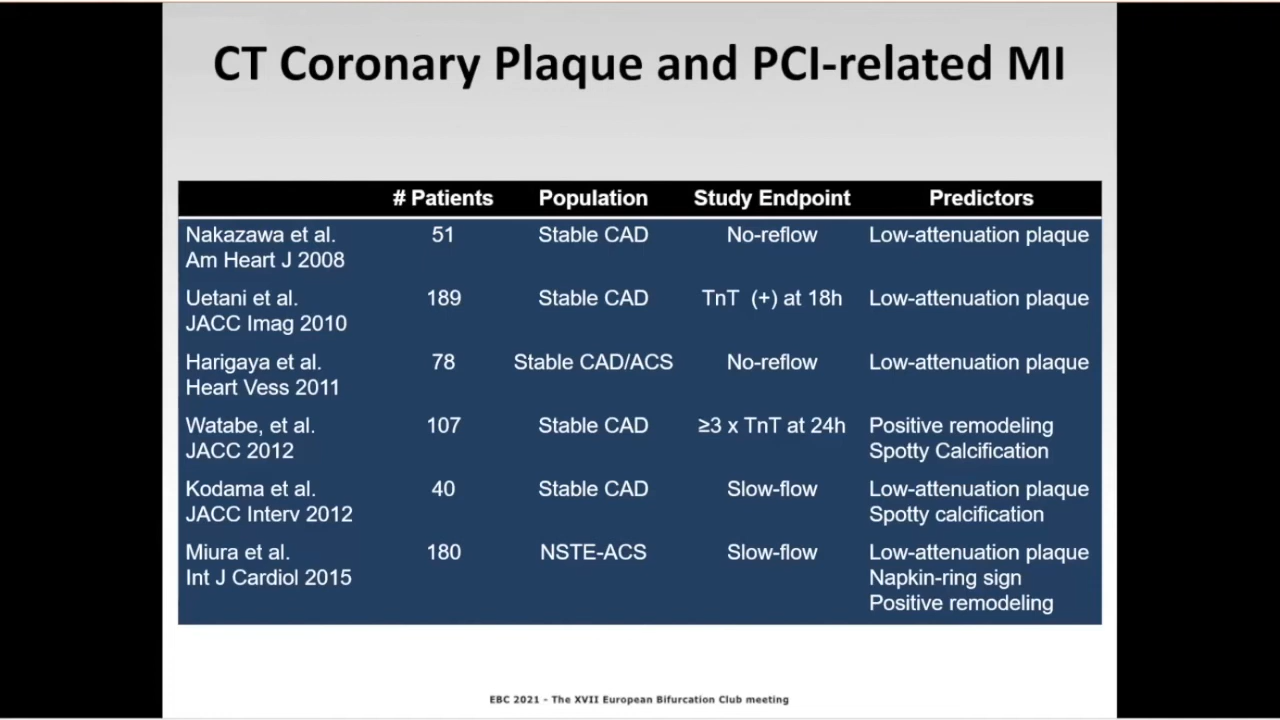 CT Coronary Plaque and PCI-related MI
# Patients Population Study Endpoint Predictors
Nakazawa et al. 51 Stable CAD No-reflow Low-attenuation plaque
Am Heart J 2008
Uetani et al. 189 Stable CAD TnT (+) at 18h Low-attenuation plaque
JACC Imag 2010
Harigaya et al. 78 Stable CAD/ACS No-reflow Low-attenuation plaque
Heart Vess 2011
Watabe, et al. 107 Stable CAD ≥3 x TnT at 24h Positive remodeling
JACC 2012 Spotty Calcification
Kodama et al. 40 Stable CAD Slow-flow Low-attenuation plaque
JACC Interv 2012 Spotty calcification
Miura et al. 180 NSTE-ACS Slow-flow Low-attenuation plaque
Int J Cardiol 2015 Napkin-ring sign
Positive remodeling
EBC 2021 - The XVII European Bifurcation Club meeting